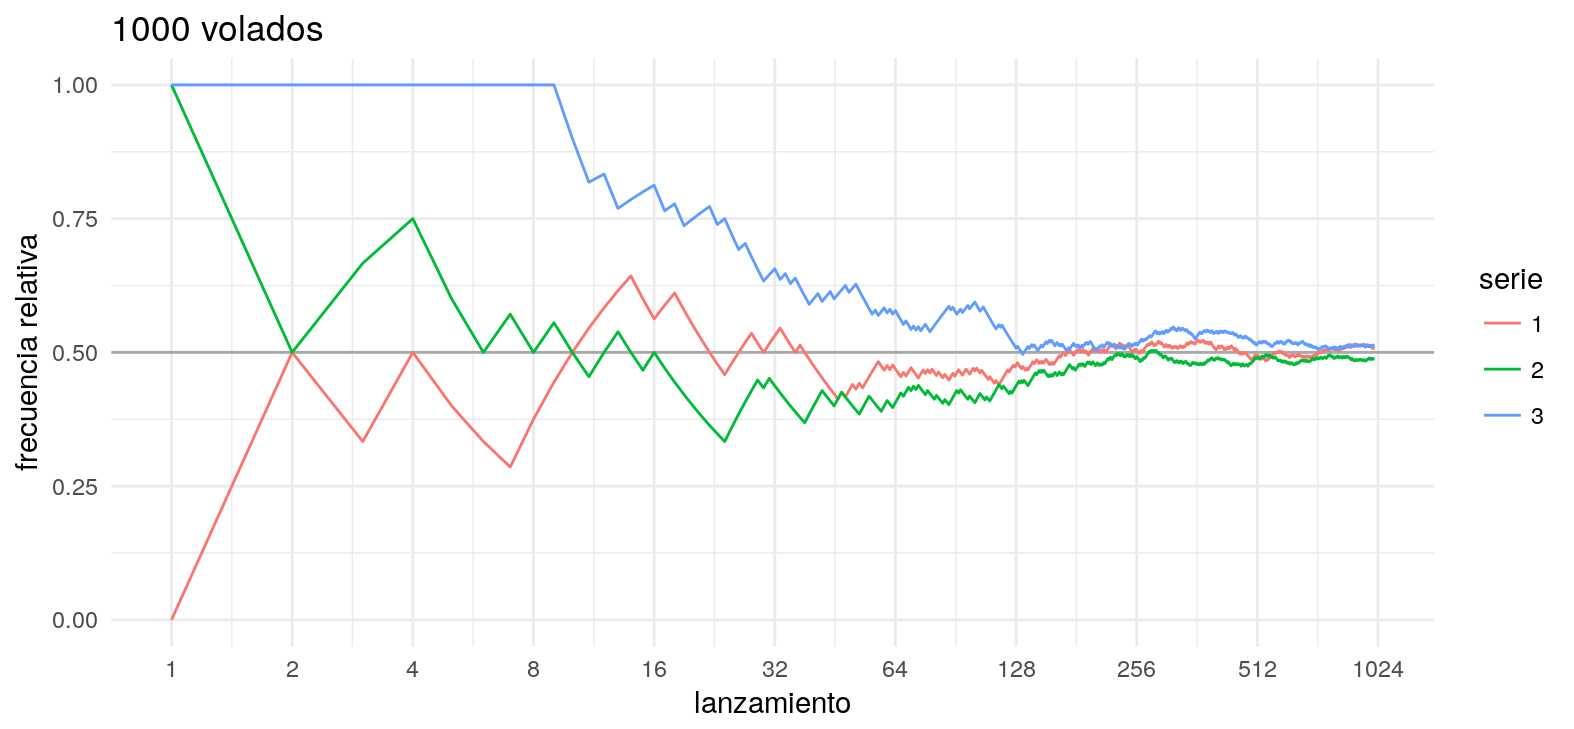 1000 volados
frecuencia relativa
1.00
0.75
0.50
0.25
0.00
1 2 4 8 16 32 64 128 256 512 1024
lanzamiento
serie
1
2
3